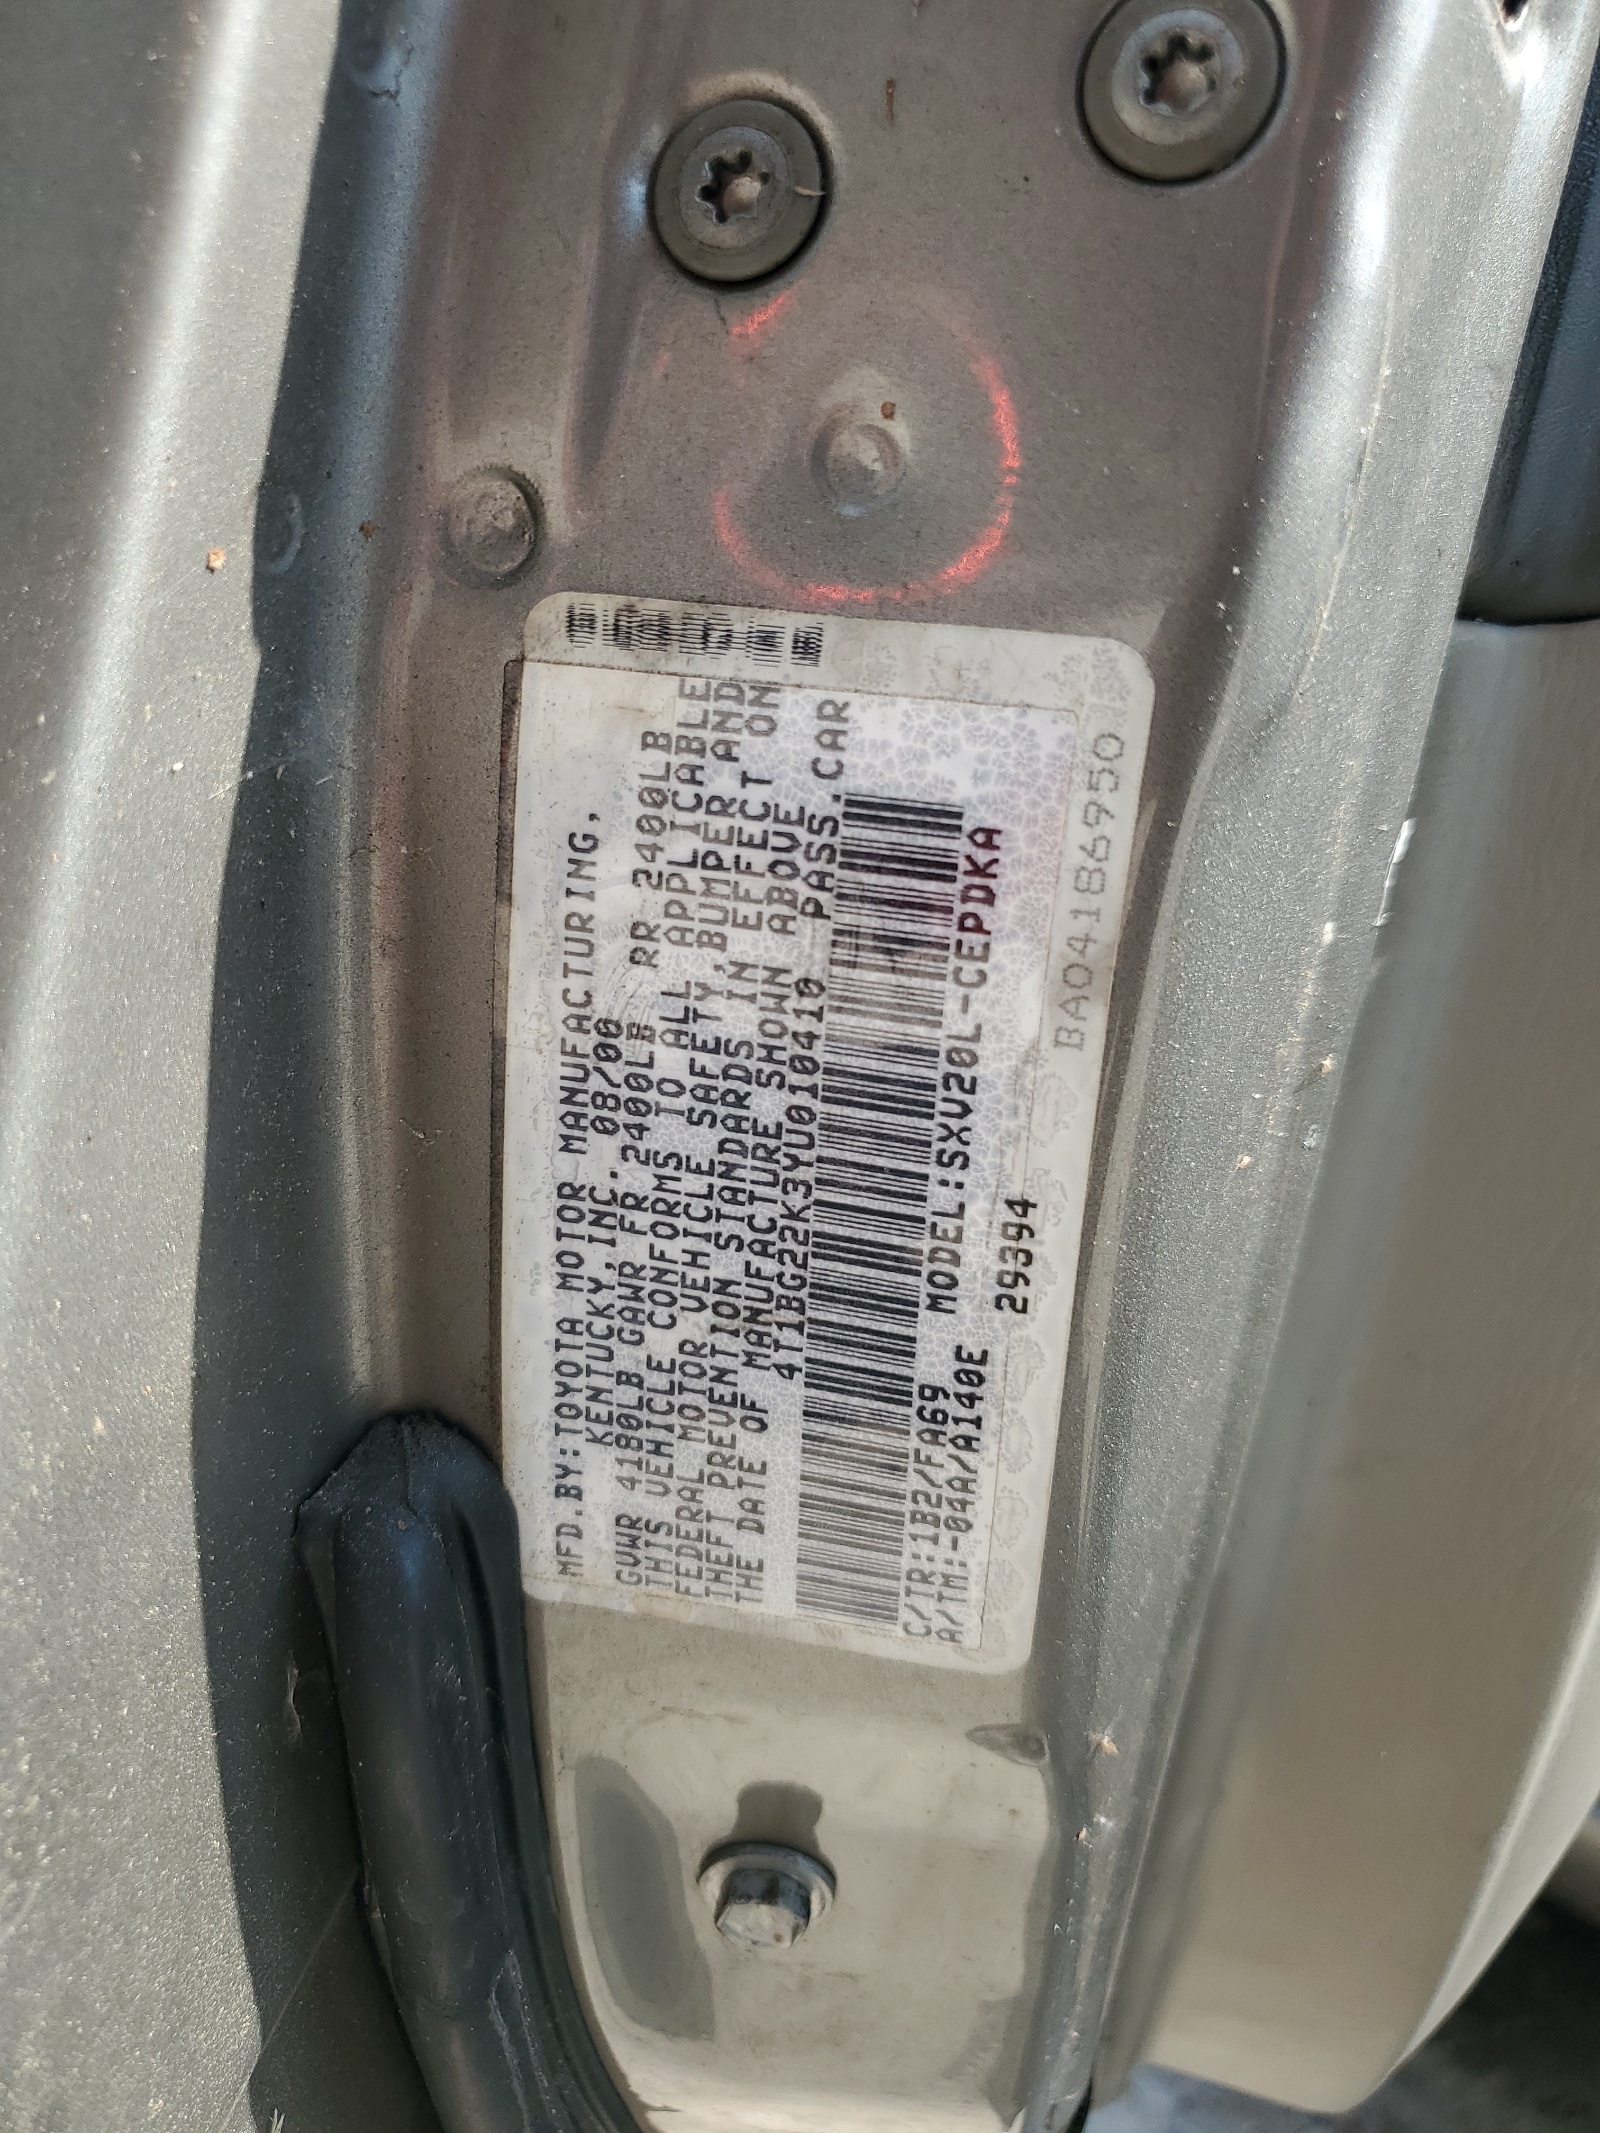 MFD.BY:TOYOTA MOTOR MANUFACTURING,
KENTUCKY,INC. 08/00
GVWR 4180LB GAWR FR 2400LB RR 2400LB
THIS VEHICLE CONFORMS TO ALL APPLICABLE
FEDERAL MOTOR VEHICLE SAFETY,BUMPER AND
THEFT PREVENTION STANDARDS IN EFFECT ON
THE DATE OF MANUFACTURE SHOWN ABOVE
4T1BG22K3YU010410 PASS.CAR
C/TR:1B2/FA69 MODEL:SXV20L-CEPDKA
A/TM:-04A/A140E 29394
BA04186950